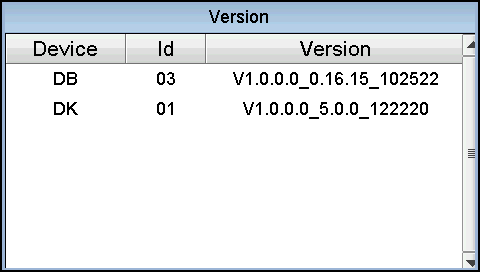 Version
Device Id Version
DB 03 V1.0.0.0_0.16.15_102522
DK 01 V1.0.0.0_5.0.0_122220